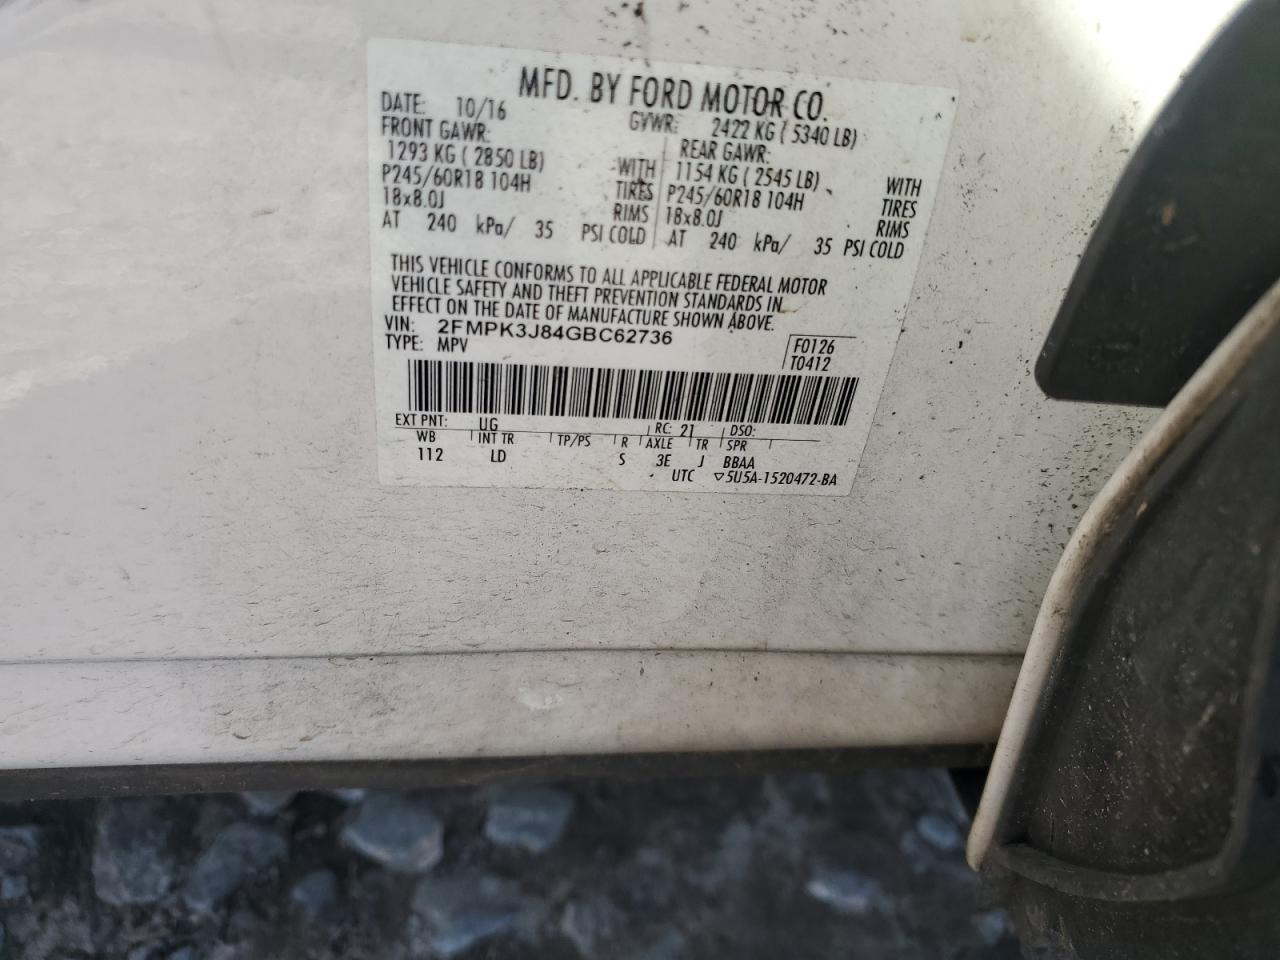 MFD. BY FORD MOTOR CO.
DATE: 10/16 GVWR: 2422 KG ( 5340 LB)
FRONT GAWR: REAR GAWR:
1293 KG ( 2850 LB) WITH 1154 KG ( 2545 LB) WITH
P245/60R18 104H TIRES P245/60R18 104H TIRES
18x8.0J RIMS 18x8.0J RIMS
AT 240 kPa/ 35 PSI COLD AT 240 kPa/ 35 PSI COLD
THIS VEHICLE CONFORMS TO ALL APPLICABLE FEDERAL MOTOR
VEHICLE SAFETY AND THEFT PREVENTION STANDARDS IN
EFFECT ON THE DATE OF MANUFACTURE SHOWN ABOVE.
VIN: 2FMPK3J84GBC62736
TYPE: MPV F0126
T0412
EXT PNT: UG RC: 21 DSO:
WB INT TR TP/PS R AXLE TR SPR
112 LD S 3E J BBAA
UTC ▽5U5A-1520472-BA